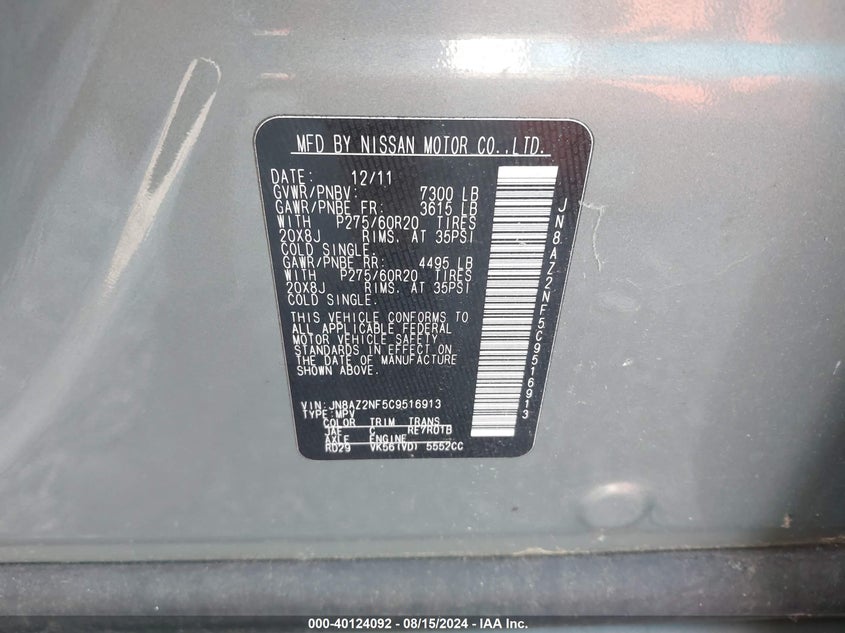 MFD BY NISSAN MOTOR CO.,LTD.
DATE: 12/11
GVWR/PNBV: 7300 LB
GAWR/PNBE FR: 3615 LB
WITH P275/60R20 TIRES
20X8J RIMS. AT 35PSI
COLD SINGLE.
GAWR/PNBE RR: 4495 LB
WITH P275/60R20 TIRES
20X8J RIMS. AT 35PSI
COLD SINGLE.
THIS VEHICLE CONFORMS TO
ALL APPLICABLE FEDERAL
MOTOR VEHICLE SAFETY
STANDARDS IN EFFECT ON
THE DATE OF MANUFACTURE
SHOWN ABOVE.
VIN: JN8AZ2NF5C9516913
TYPE: MPV
COLOR TRIM TRANS
JAE C RE7R01B
AXLE ENGINE
RD29 VK56(VD) 5552CC
JN8AZ2NF5C9516913
000-40124092 - 08/15/2024 - IAA Inc.